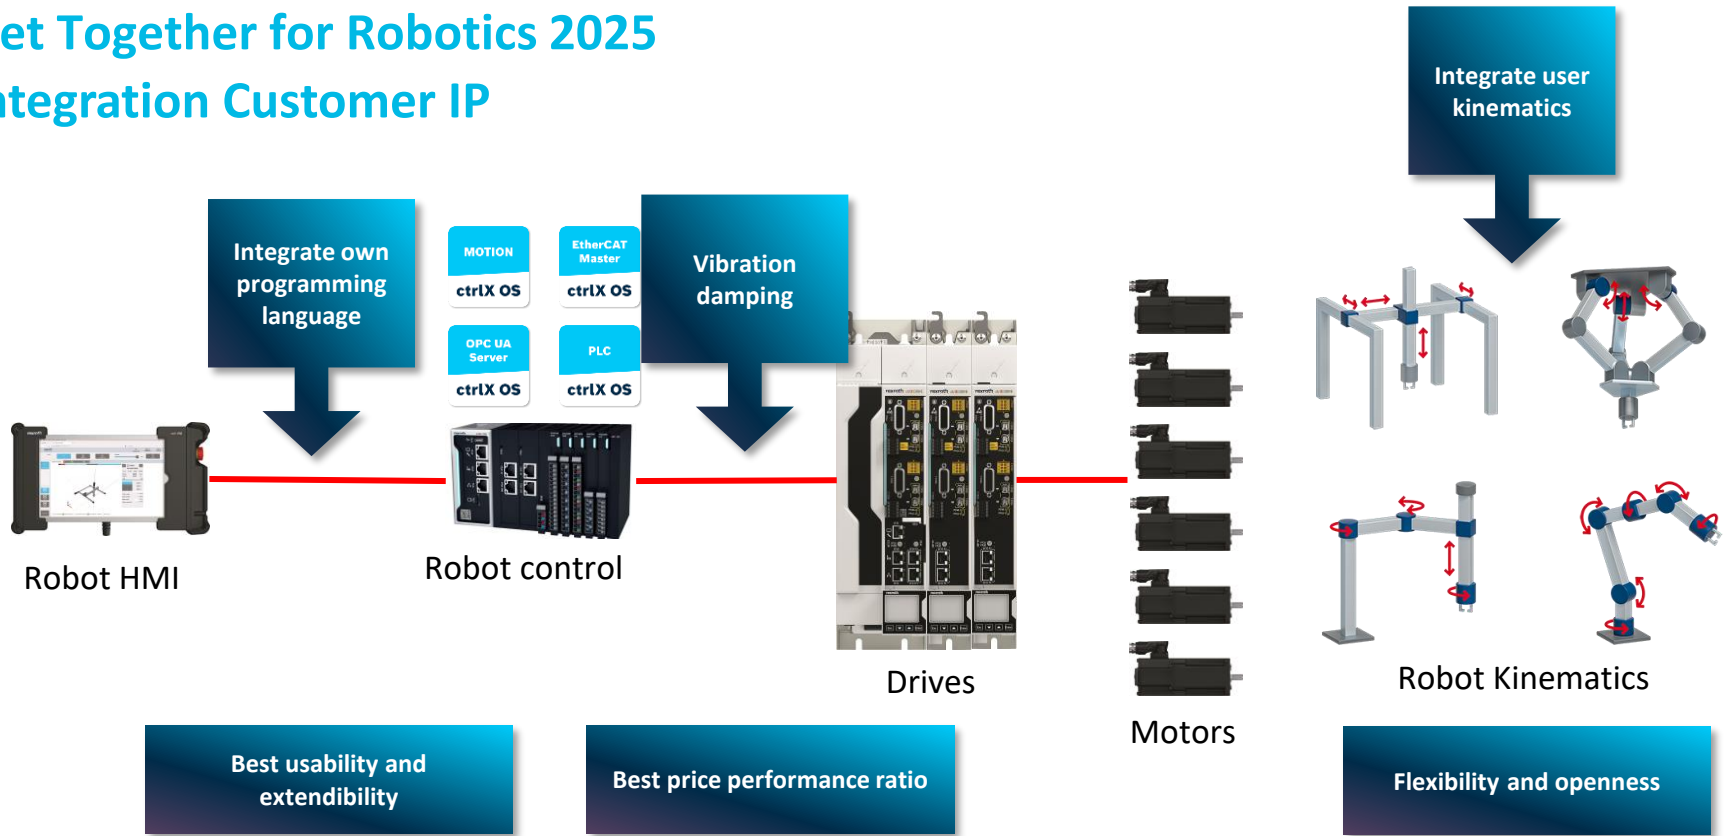 et Together for Robotics 2025
ntegration Customer IP
Integrate user
kinematics
Integrate own
programming
language
MOTION
ctrlX OS
EtherCAT
Master
ctrlX OS
OPC UA
Server
ctrlX OS
PLC
ctrlX OS
Vibration
damping
Robot HMI
Robot control
Drives
Motors
Robot Kinematics
Best usability and
extendibility
Best price performance ratio
Flexibility and openness